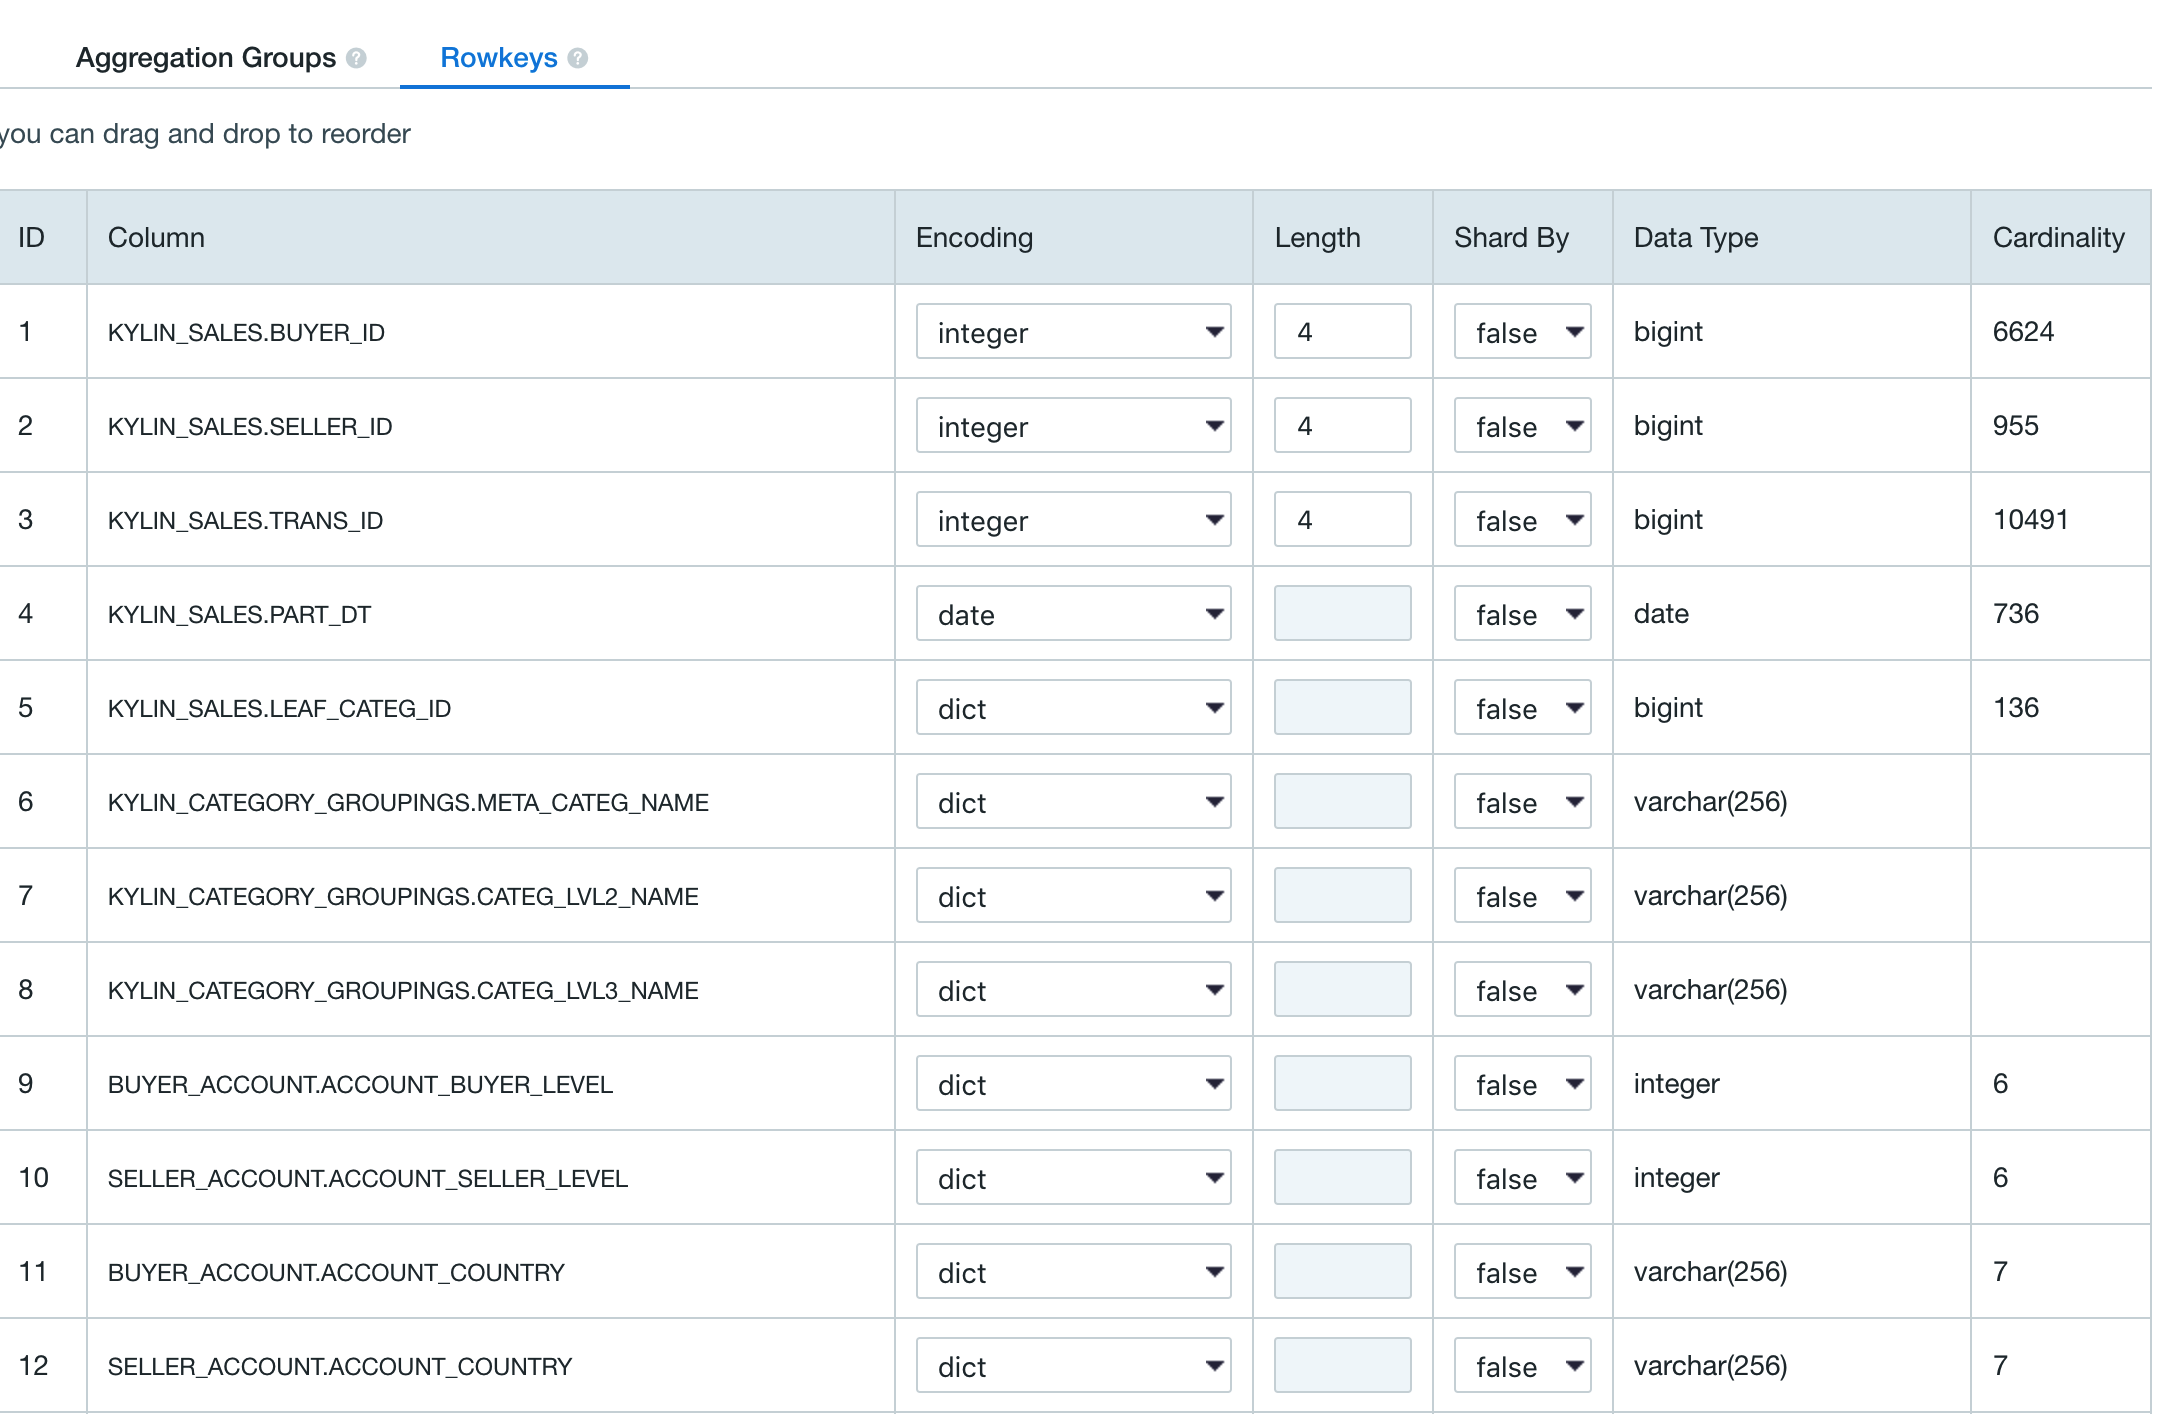 Aggregation Groups ? Rowkeys ?
you can drag and drop to reorder
ID Column Encoding Length Shard By Data Type Cardinality
1 KYLIN_SALES.BUYER_ID integer 4 false bigint 6624
2 KYLIN_SALES.SELLER_ID integer 4 false bigint 955
3 KYLIN_SALES.TRANS_ID integer 4 false bigint 10491
4 KYLIN_SALES.PART_DT date false date 736
5 KYLIN_SALES.LEAF_CATEG_ID dict false bigint 136
6 KYLIN_CATEGORY_GROUPINGS.META_CATEG_NAME dict false varchar(256)
7 KYLIN_CATEGORY_GROUPINGS.CATEG_LVL2_NAME dict false varchar(256)
8 KYLIN_CATEGORY_GROUPINGS.CATEG_LVL3_NAME dict false varchar(256)
9 BUYER_ACCOUNT.ACCOUNT_BUYER_LEVEL dict false integer 6
10 SELLER_ACCOUNT.ACCOUNT_SELLER_LEVEL dict false integer 6
11 BUYER_ACCOUNT.ACCOUNT_COUNTRY dict false varchar(256) 7
12 SELLER_ACCOUNT.ACCOUNT_COUNTRY dict false varchar(256) 7